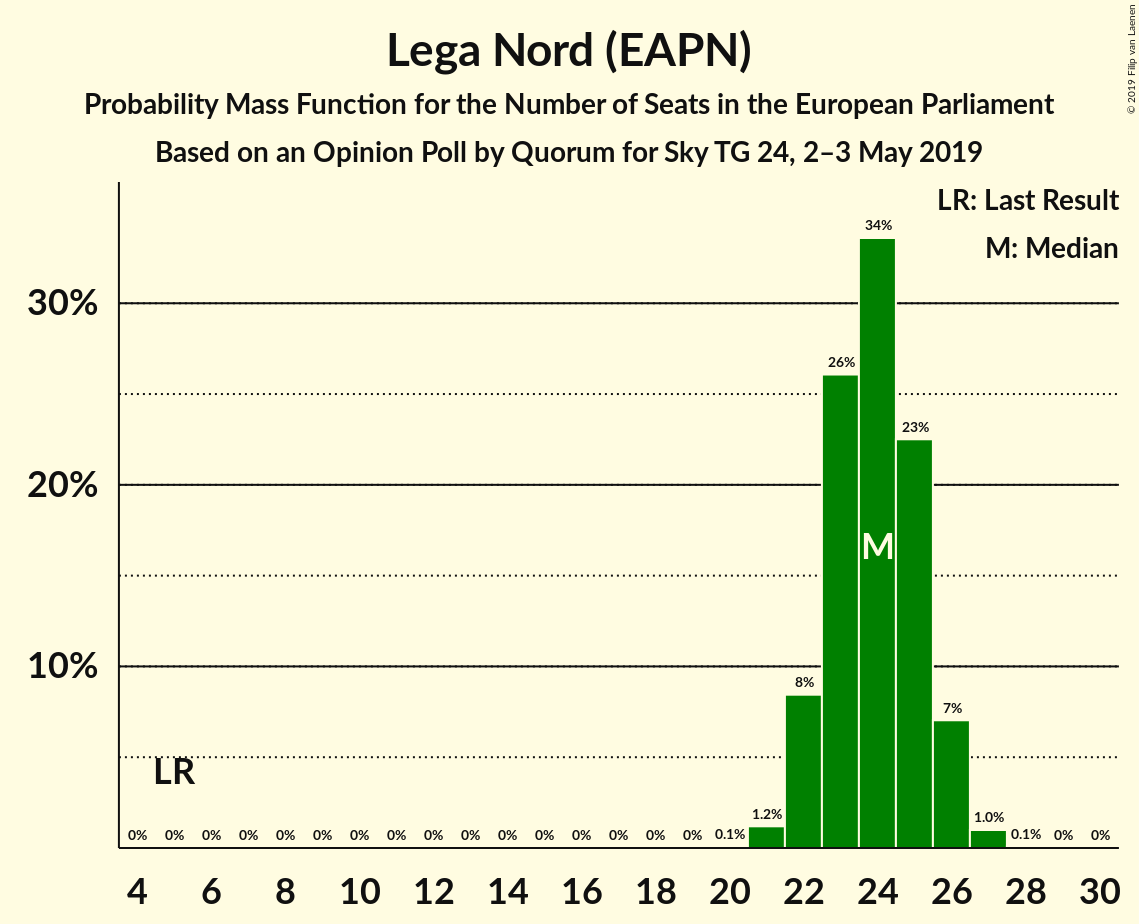 Lega Nord (EAPN)
Probability Mass Function for the Number of Seats in the European Parliament
Based on an Opinion Poll by Quorum for Sky TG 24, 2–3 May 2019
© 2019 Filip van Laenen
LR: Last Result
M: Median
30%
20%
10%
34%
26%
23%
M
8%
7%
LR
1.2%
1.0%
0% 0% 0% 0% 0% 0% 0% 0% 0% 0% 0% 0% 0% 0% 0% 0% 0.1% 0.1% 0% 0%
4 6 8 10 12 14 16 18 20 22 24 26 28 30